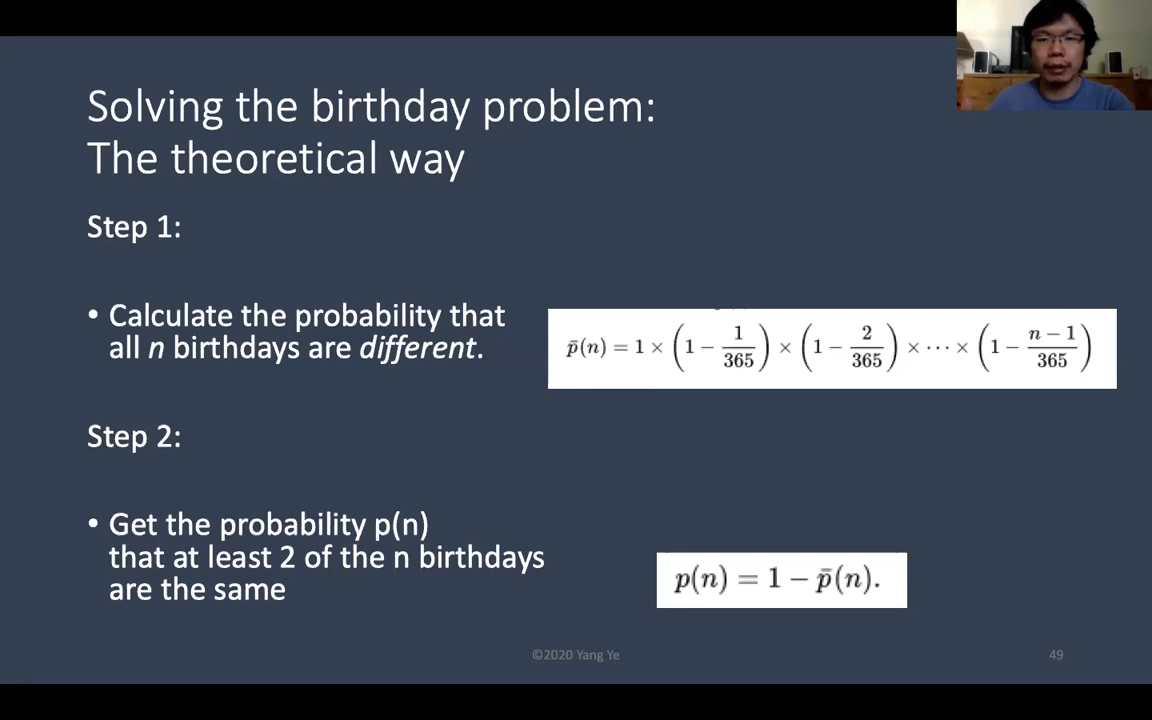 Solving the birthday problem:
The theoretical way
Step 1:
• Calculate the probability that
all n birthdays are different.
p̄(n) = 1 × (1 − 1/365) × (1 − 2/365) × ⋯ × (1 − (n − 1)/365)
Step 2:
• Get the probability p(n)
that at least 2 of the n birthdays
are the same
p(n) = 1 − p̄(n).
©2020 Yang Ye
49